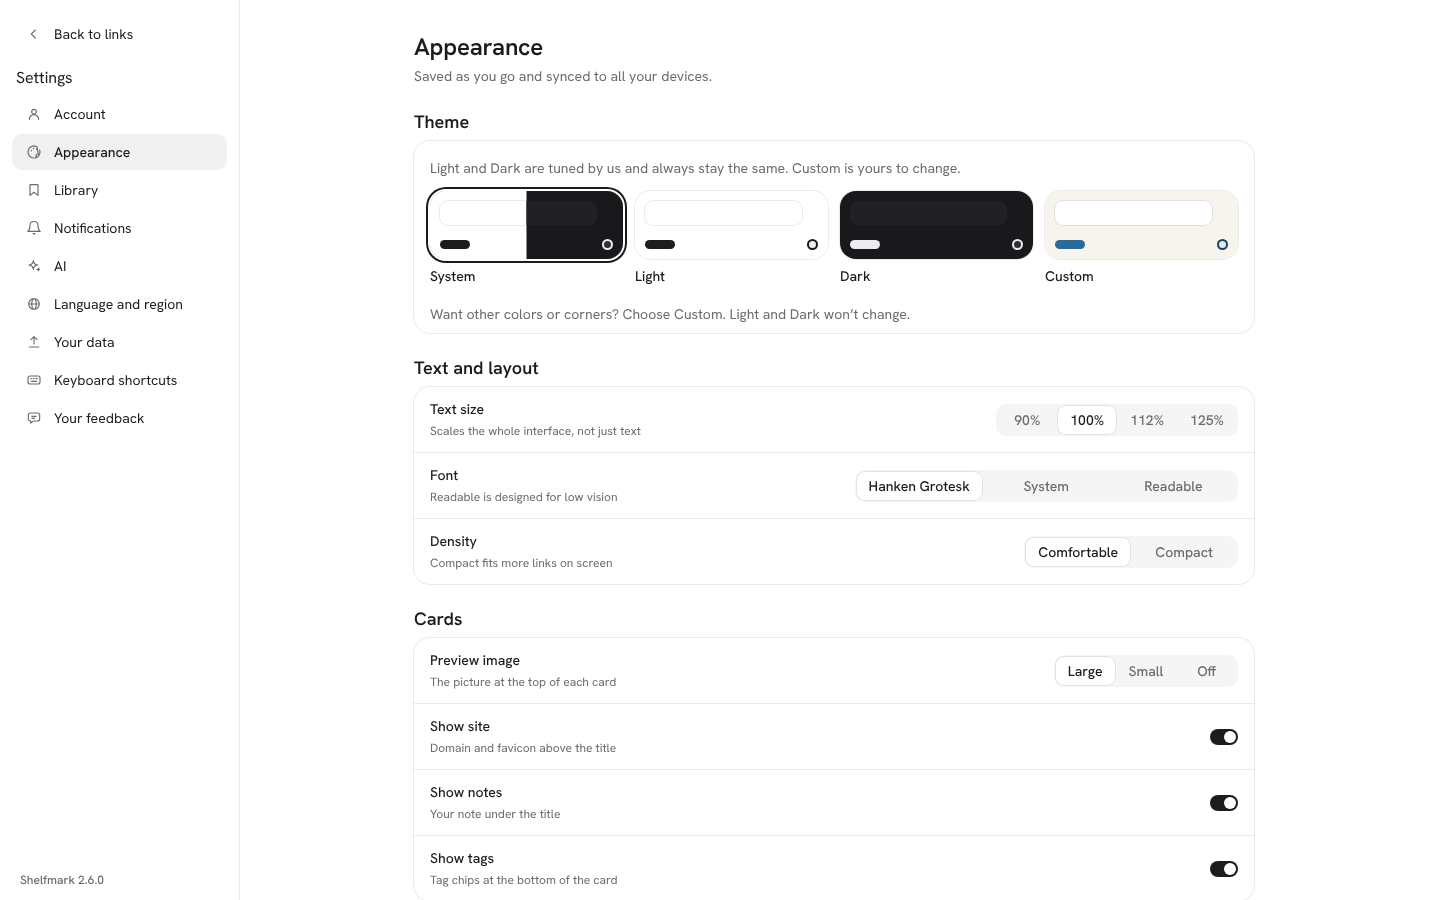 Back to links
Settings
Account
Appearance
Library
Notifications
AI
Language and region
Your data
Keyboard shortcuts
Your feedback
Shelfmark 2.6.0
Appearance
Saved as you go and synced to all your devices.
Theme
Light and Dark are tuned by us and always stay the same. Custom is yours to change.
System Light Dark Custom
Want other colors or corners? Choose Custom. Light and Dark won’t change.
Text and layout
Text size
Scales the whole interface, not just text
90% 100% 112% 125%
Font
Readable is designed for low vision
Hanken Grotesk System Readable
Density
Compact fits more links on screen
Comfortable Compact
Cards
Preview image
The picture at the top of each card
Large Small Off
Show site
Domain and favicon above the title
Show notes
Your note under the title
Show tags
Tag chips at the bottom of the card